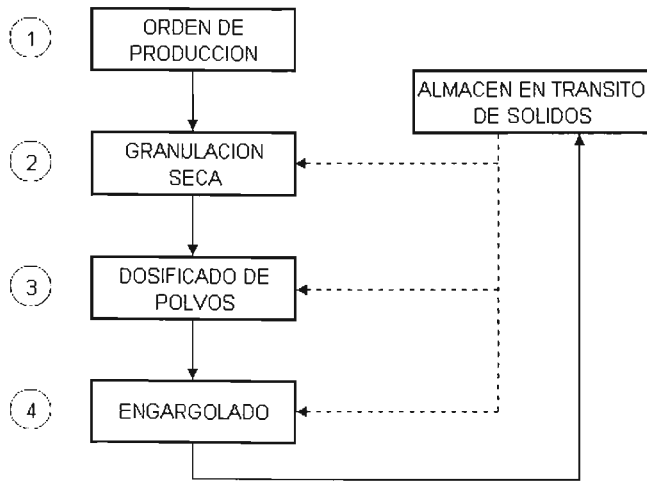 1
ORDEN DE
PRODUCCION
ALMACEN EN TRANSITO
DE SOLIDOS
2
GRANULACION
SECA
3
DOSIFICADO DE
POLVOS
4
ENGARGOLADO